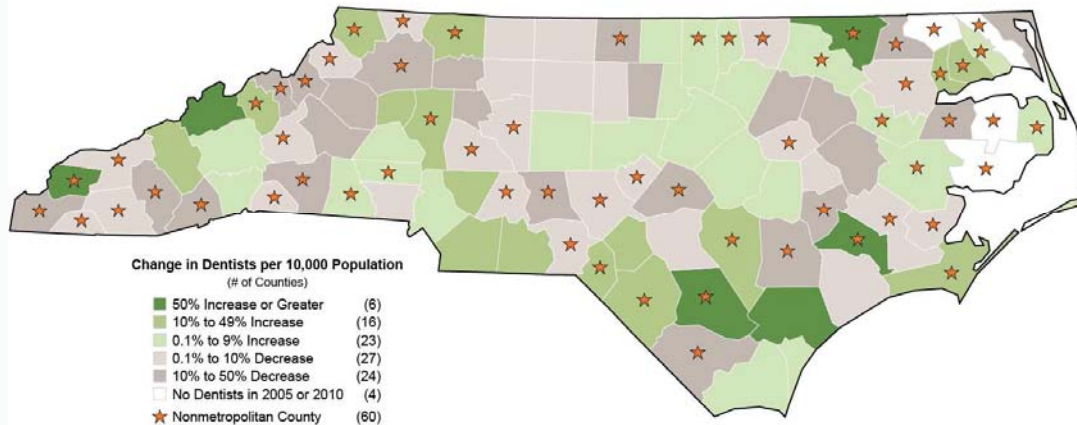 Change in Dentists per 10,000 Population
(# of Counties)
50% Increase or Greater (6)
10% to 49% Increase (16)
0.1% to 9% Increase (23)
0.1% to 10% Decrease (27)
10% to 50% Decrease (24)
No Dentists in 2005 or 2010 (4)
Nonmetropolitan County (60)